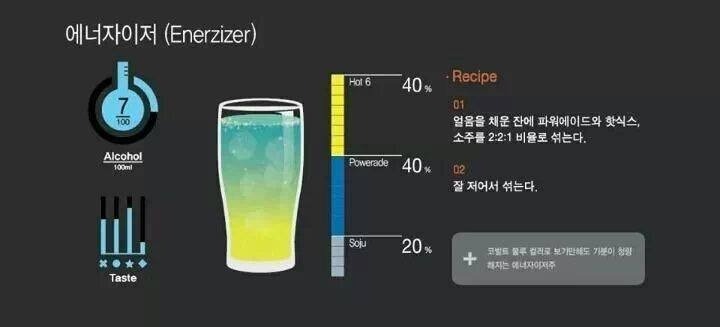 에너자이저 (Enerzizer)
7
100
Alcohol
100ml
Taste
Hot 6
40 %
Powerade
40 %
Soju
20 %
· Recipe
01
얼음을 채운 잔에 파워에이드와 핫식스,
소주를 2:2:1 비율로 섞는다.
02
잘 저어서 섞는다.
+
코발트 블루 컬러로 보기만해도 기분이 청량
해지는 에너자이저주